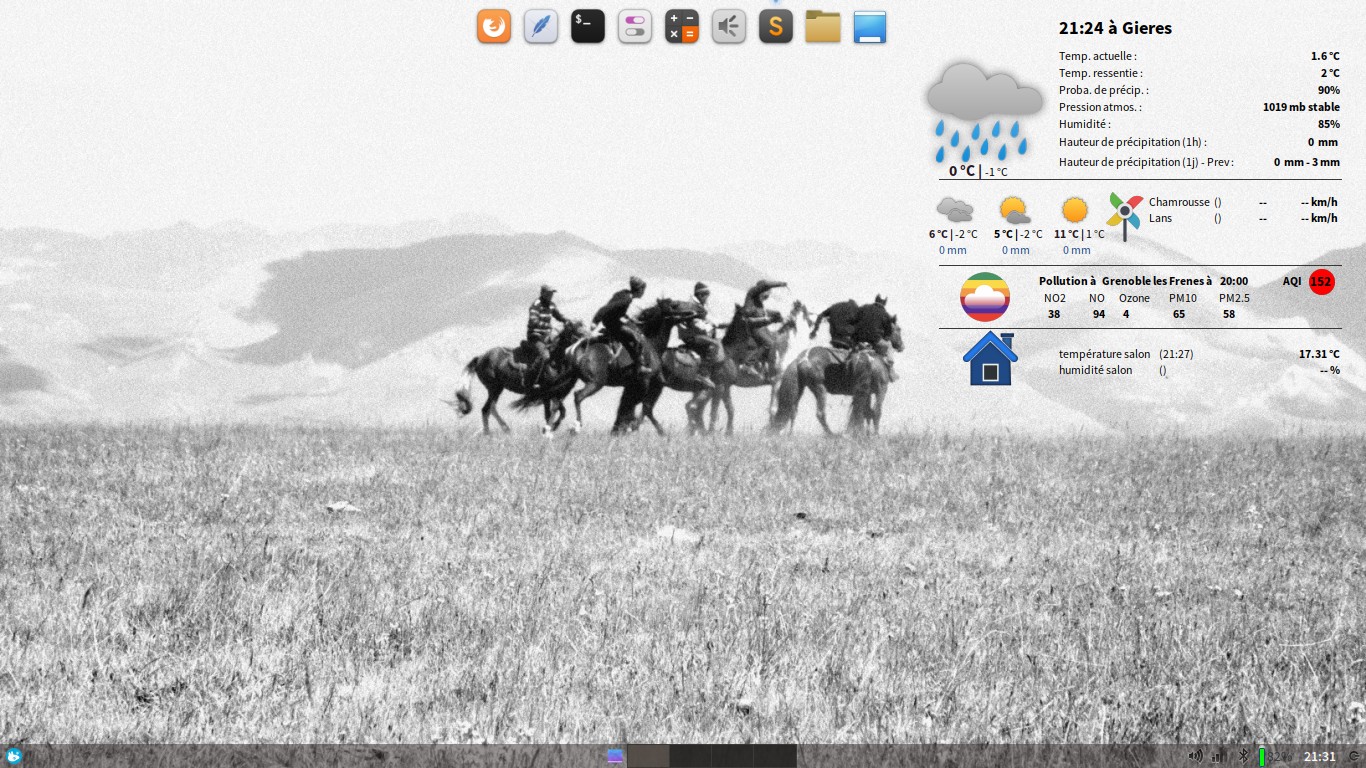 $_
S
21:24 à Gieres
Temp. actuelle : 1.6 °C
Temp. ressentie : 2 °C
Proba. de précip. : 90%
Pression atmos. : 1019 mb stable
Humidité : 85%
Hauteur de précipitation (1h) : 0 mm
Hauteur de précipitation (1j) - Prev : 0 mm - 3 mm
0 °C | -1 °C
Chamrousse () -- -- km/h
Lans () -- -- km/h
6 °C | -2 °C 5 °C | -2 °C 11 °C | 1 °C
0 mm 0 mm 0 mm
Pollution à Grenoble les Frenes à 20:00 AQI 152
NO2 NO Ozone PM10 PM2.5
38 94 4 65 58
température salon (21:27) 17.31 °C
humidité salon () -- %
21:31